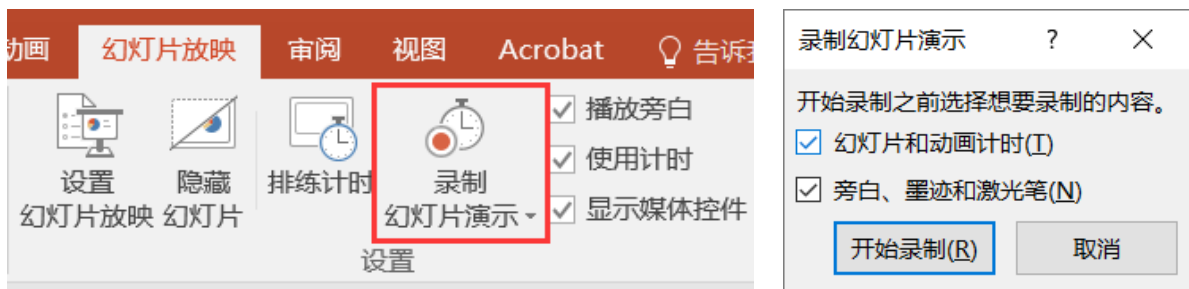 动画 幻灯片放映 审阅 视图 Acrobat 告诉我
设置
幻灯片放映
隐藏
幻灯片
排练计时
录制
幻灯片演示
播放旁白
使用计时
显示媒体控件
设置
录制幻灯片演示 ? ×
开始录制之前选择想要录制的内容。
幻灯片和动画计时(T)
旁白、墨迹和激光笔(N)
开始录制(R) 取消